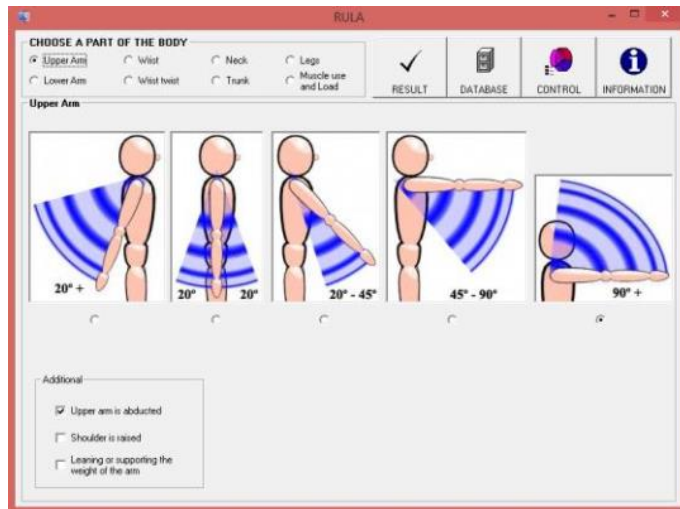 RULA
CHOOSE A PART OF THE BODY
Upper Arm
Wrist
Neck
Legs
Lower Arm
Wrist twist
Trunk
Muscle use
and Load
RESULT
DATABASE
CONTROL
INFORMATION
Upper Arm
20° +
20° 20°
20° - 45°
45° - 90°
90° +
Additional
Upper arm is abducted
Shoulder is raised
Leaning or supporting the
weight of the arm